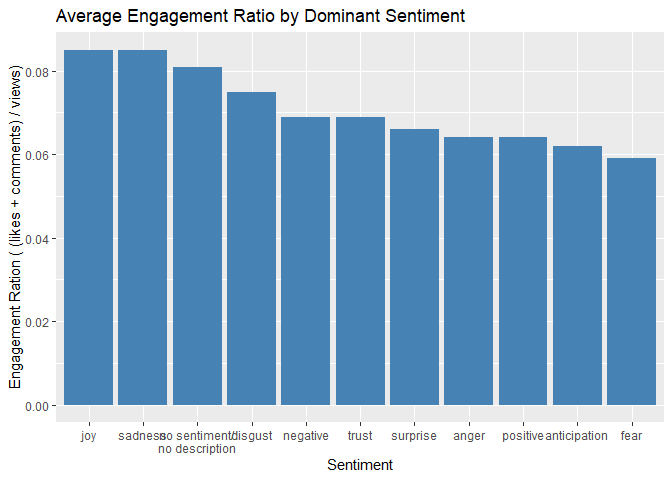 Average Engagement Ratio by Dominant Sentiment
Engagement Ration ( (likes + comments) / views)
0.08
0.06
0.04
0.02
0.00
joy sadness no sentiment/ disgust negative trust surprise anger positive anticipation fear
no description
Sentiment